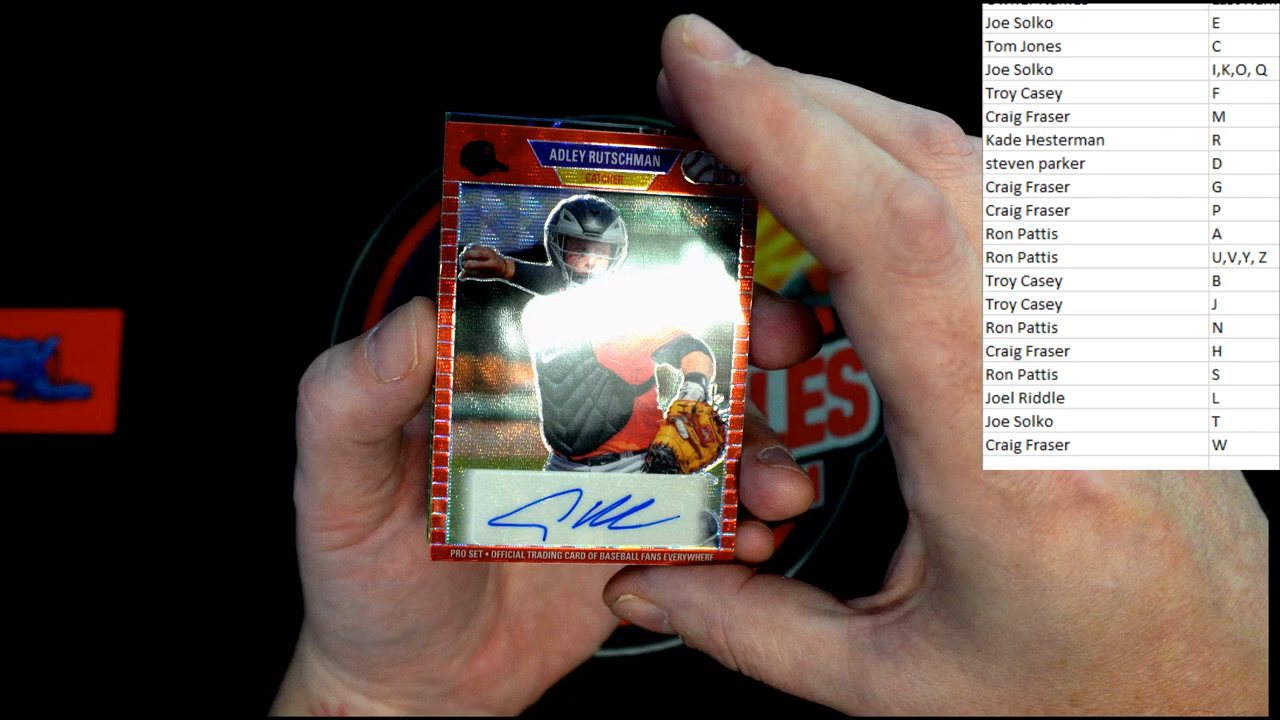 Joe Solko E
Tom Jones C
Joe Solko I,K,O, Q
Troy Casey F
Craig Fraser M
Kade Hesterman R
steven parker D
Craig Fraser G
Craig Fraser P
Ron Pattis A
Ron Pattis U,V,Y, Z
Troy Casey B
Troy Casey J
Ron Pattis N
Craig Fraser H
Ron Pattis S
Joel Riddle L
Joe Solko T
Craig Fraser W
ADLEY RUTSCHMAN
CATCHER
PRO SET • OFFICIAL TRADING CARD OF BASEBALL FANS EVERYWHERE